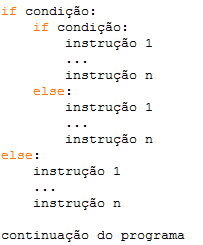 if condição:
    if condição:
        instrução 1
        ...
        instrução n
    else:
        instrução 1
        ...
        instrução n
else:
    instrução 1
    ...
    instrução n

continuação do programa